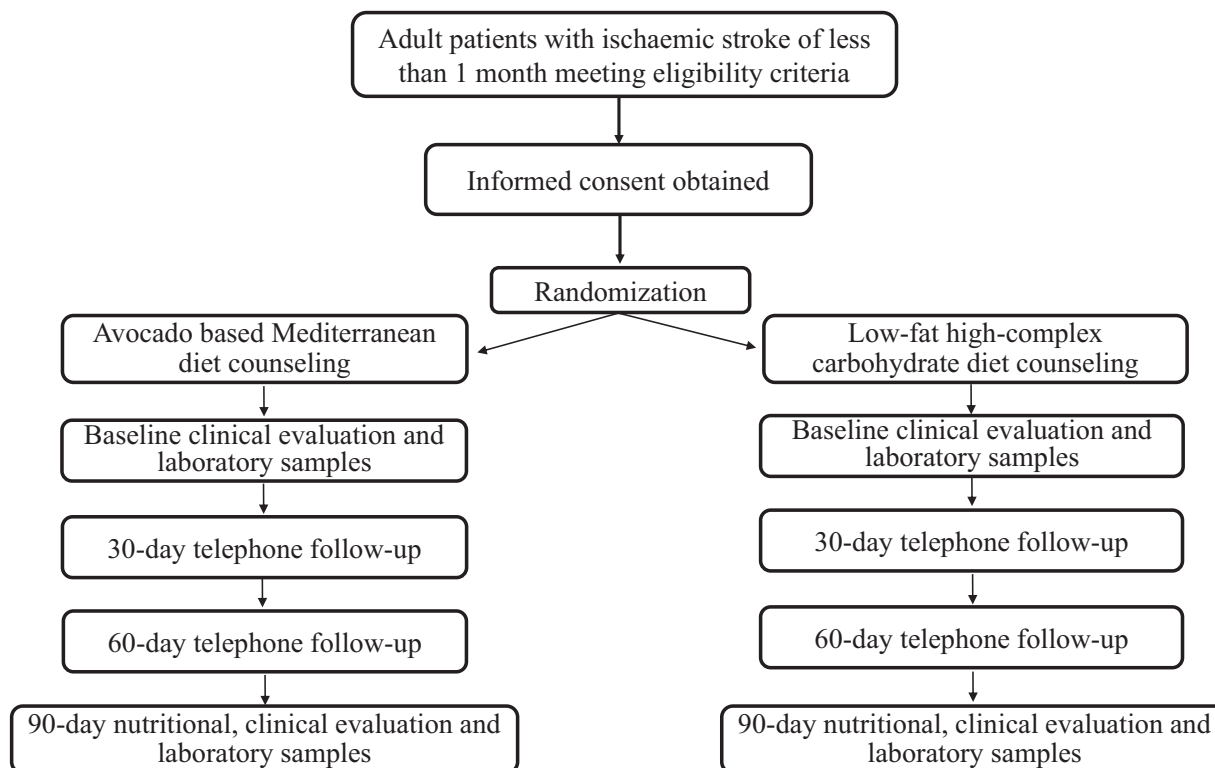 Adult patients with ischaemic stroke of less
than 1 month meeting eligibility criteria
Informed consent obtained
Randomization
Avocado based Mediterranean
diet counseling
Baseline clinical evaluation and
laboratory samples
30-day telephone follow-up
60-day telephone follow-up
90-day nutritional, clinical evaluation and
laboratory samples
Low-fat high-complex
carbohydrate diet counseling
Baseline clinical evaluation and
laboratory samples
30-day telephone follow-up
60-day telephone follow-up
90-day nutritional, clinical evaluation and
laboratory samples